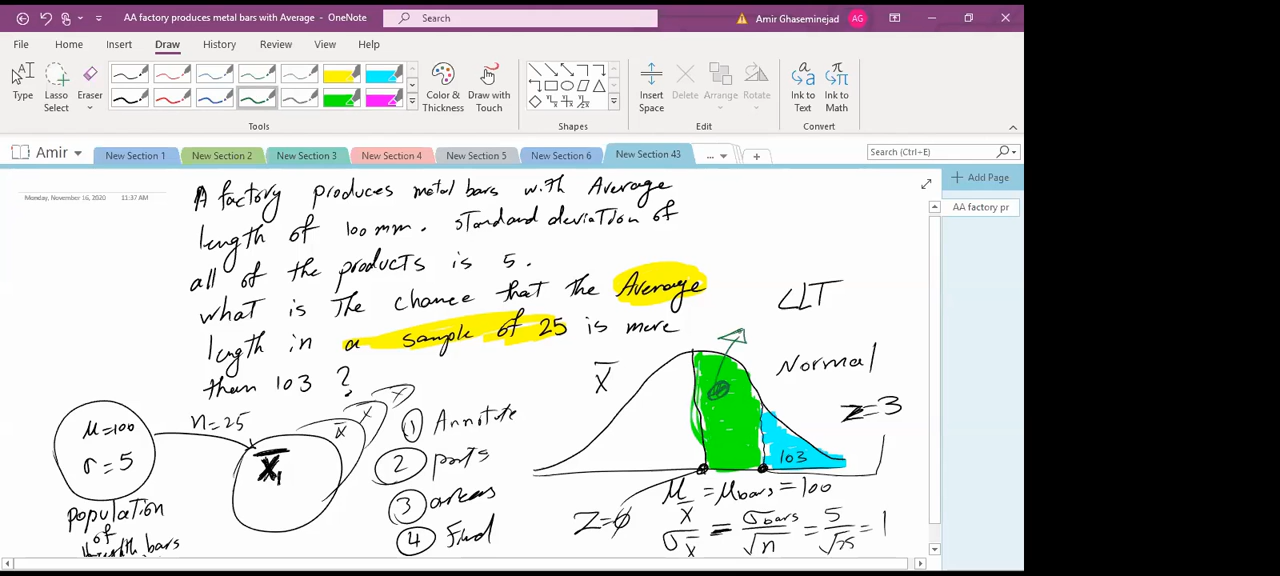 AA factory produces metal bars with Average - OneNote
Search
Amir Ghaseminejad
AG
File Home Insert Draw History Review View Help
Type
Lasso Select
Eraser
Tools
Color & Thickness
Draw with Touch
Shapes
Insert Space
Delete
Arrange
Rotate
Edit
Ink to Text
Ink to Math
Convert
Amir
New Section 1
New Section 2
New Section 3
New Section 4
New Section 5
New Section 6
New Section 43
...
Search (Ctrl+E)
Add Page
AA factory pr
Monday, November 16, 2020 11:37 AM
A factory produces metal bars with Average
length of 100 mm. standard deviation of
all of the products is 5.
what is the chance that the Average
length in a sample of 25 is more
than 103 ?
μ=100
σ=5
n=25
X̄1
X̄
x
x
population
of
bars
① Annotate
② parts
③ areas
④ Find
X̄
Normal
Z=3
103
μX̄ = μbars = 100
Z=0
σX̄ = σbars/√n = 5/√25 = 1